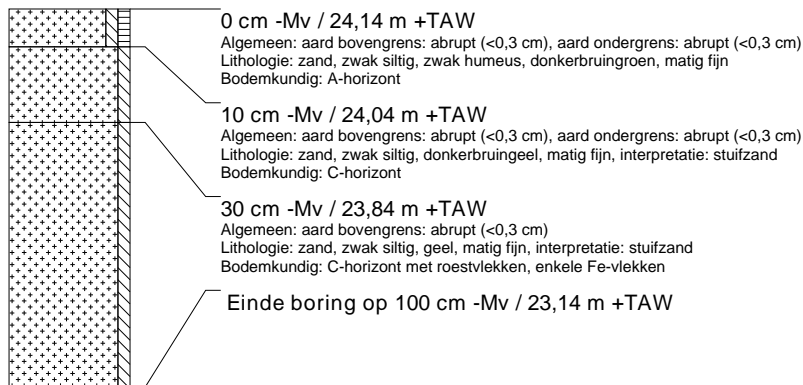 0 cm -Mv / 24,14 m +TAW
Algemeen: aard bovengrens: abrupt (<0,3 cm), aard ondergrens: abrupt (<0,3 cm)
Lithologie: zand, zwak siltig, zwak humeus, donkerbruingroen, matig fijn
Bodemkundig: A-horizont
10 cm -Mv / 24,04 m +TAW
Algemeen: aard bovengrens: abrupt (<0,3 cm), aard ondergrens: abrupt (<0,3 cm)
Lithologie: zand, zwak siltig, donkerbruingeel, matig fijn, interpretatie: stuifzand
Bodemkundig: C-horizont
30 cm -Mv / 23,84 m +TAW
Algemeen: aard bovengrens: abrupt (<0,3 cm)
Lithologie: zand, zwak siltig, geel, matig fijn, interpretatie: stuifzand
Bodemkundig: C-horizont met roestvlekken, enkele Fe-vlekken
Einde boring op 100 cm -Mv / 23,14 m +TAW